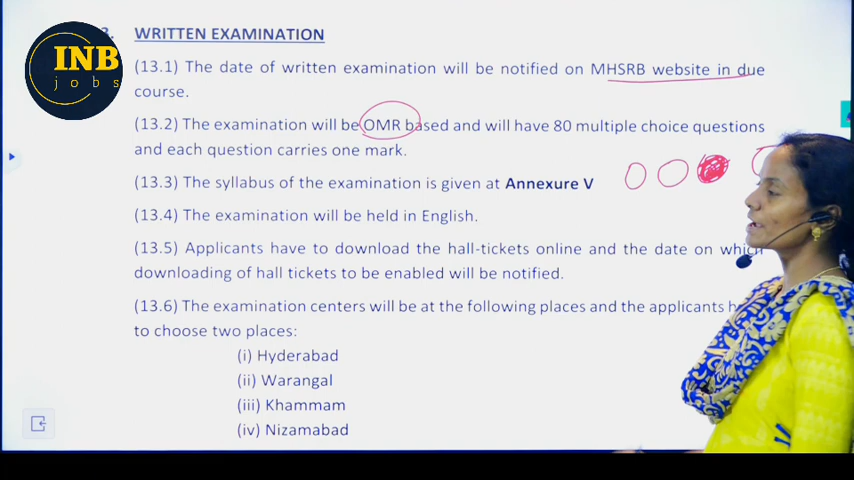 3. WRITTEN EXAMINATION
INB
jobs
(13.1) The date of written examination will be notified on MHSRB website in due
course.
(13.2) The examination will be OMR based and will have 80 multiple choice questions
and each question carries one mark.
(13.3) The syllabus of the examination is given at Annexure V
(13.4) The examination will be held in English.
(13.5) Applicants have to download the hall-tickets online and the date on which
downloading of hall tickets to be enabled will be notified.
(13.6) The examination centers will be at the following places and the applicants
to choose two places:
(i) Hyderabad
(ii) Warangal
(iii) Khammam
(iv) Nizamabad